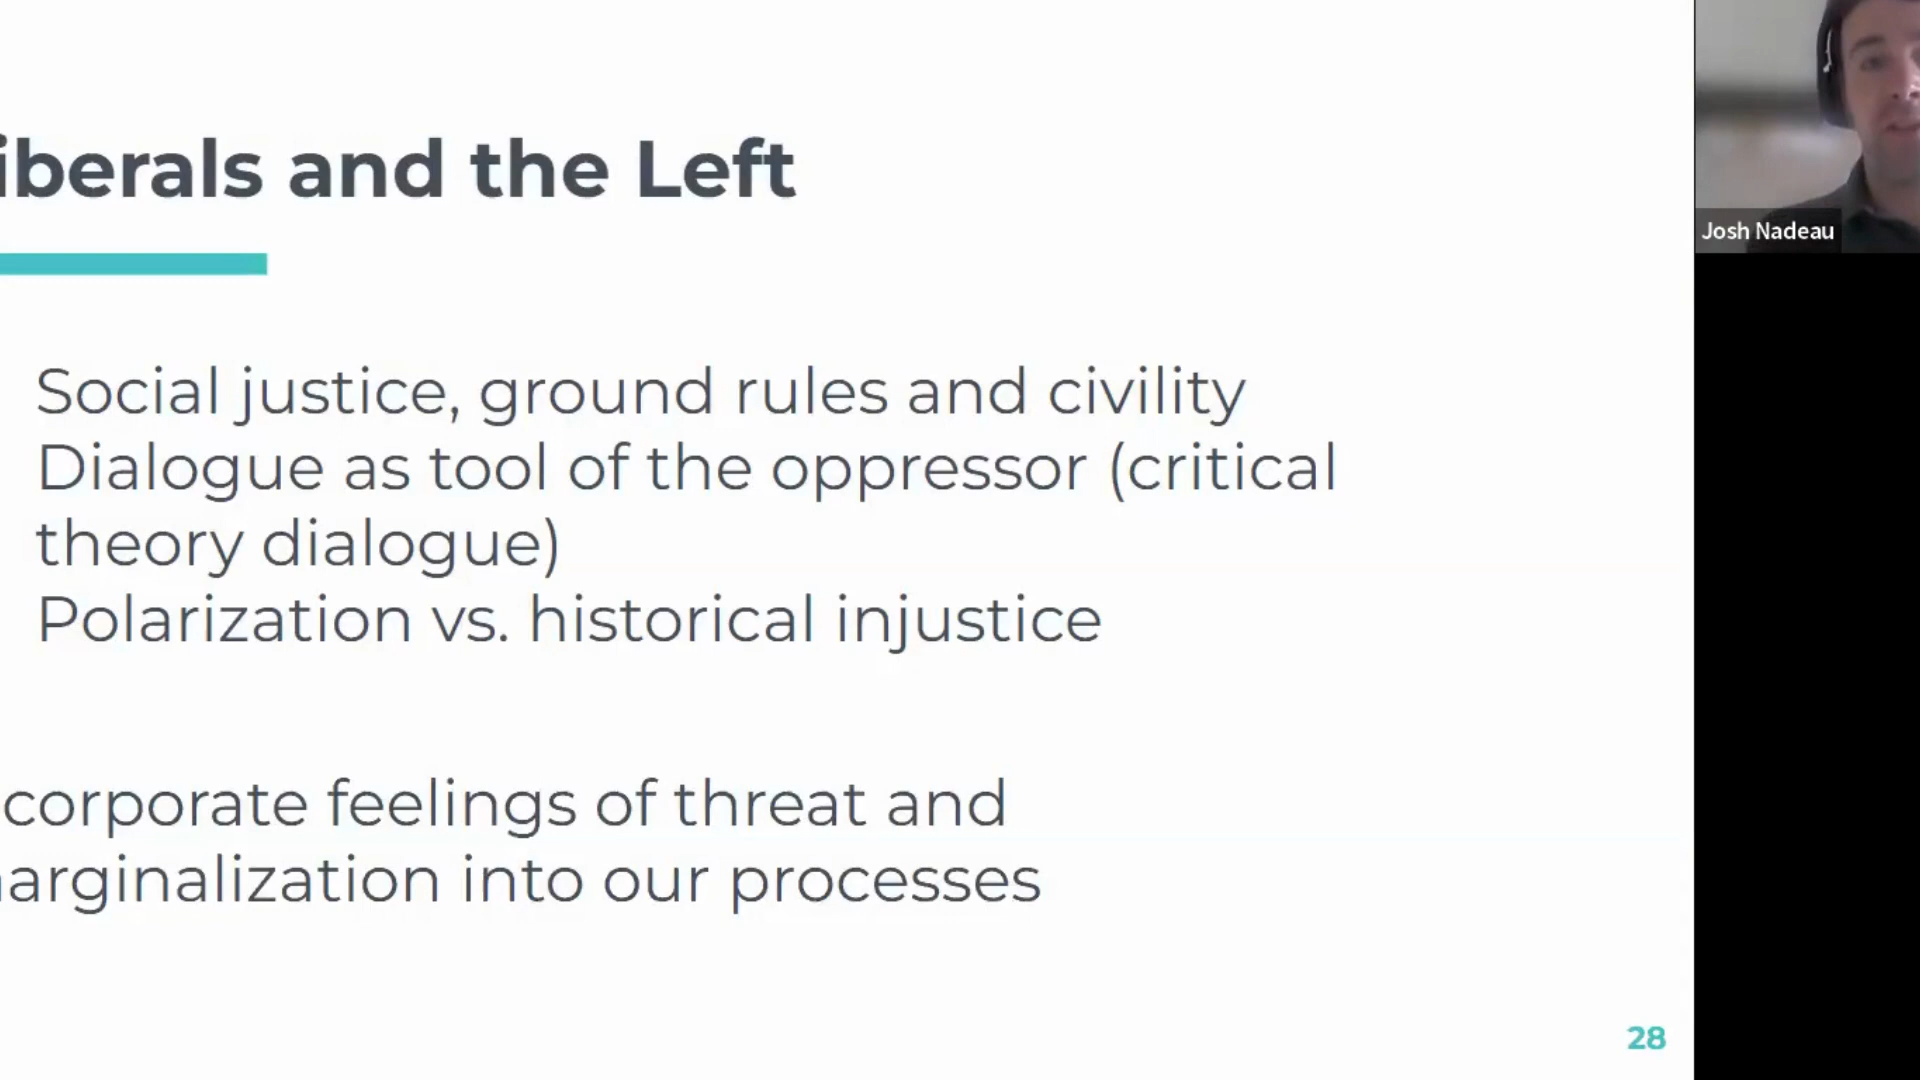 iberals and the Left
Josh Nadeau
Social justice, ground rules and civility
Dialogue as tool of the oppressor (critical
theory dialogue)
Polarization vs. historical injustice
corporate feelings of threat and
arginalization into our processes
28